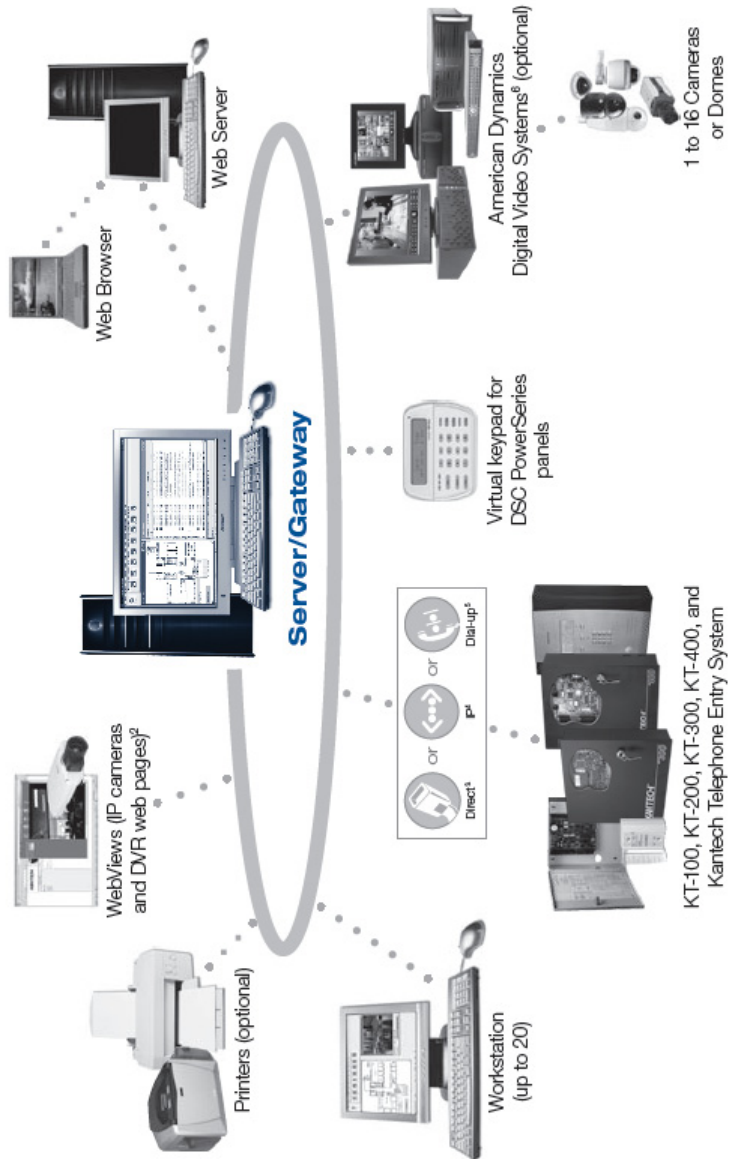 Web Browser
Web Server
WebViews (IP cameras
and DVR web pages)²
Printers (optional)
Server/Gateway
Workstation
(up to 20)
Direct³
or
IP⁴
or
Dial-up⁵
KT-100, KT-200, KT-300, KT-400, and
Kantech Telephone Entry System
Virtual keypad for
DSC PowerSeries
panels
American Dynamics
Digital Video Systems⁶ (optional)
1 to 16 Cameras
or Domes